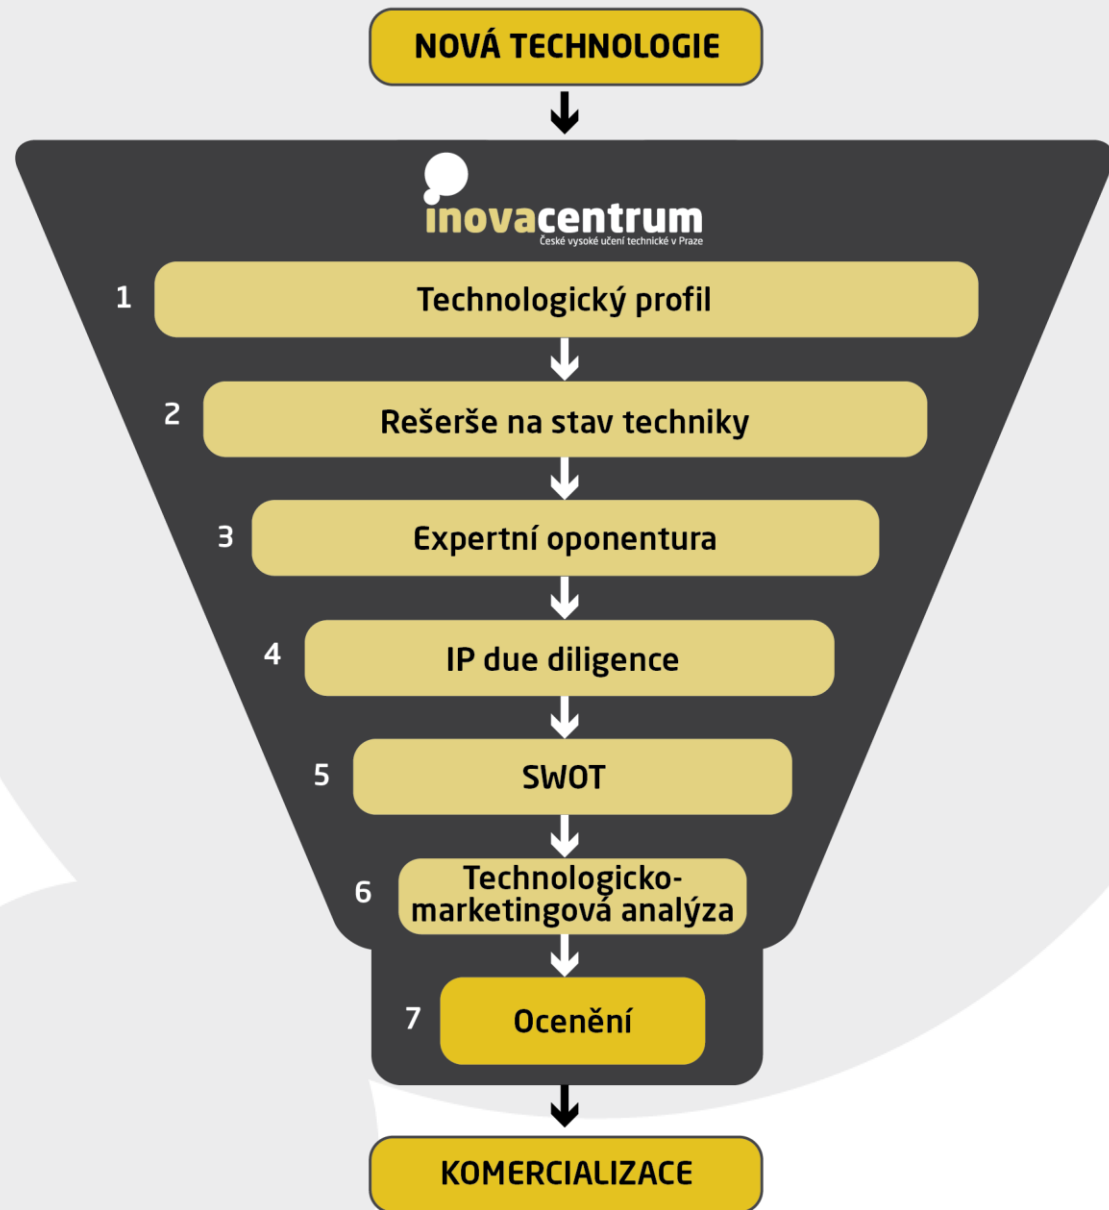 NOVÁ TECHNOLOGIE
inovacentrum
České vysoké učení technické v Praze
1 Technologický profil
2 Rešerše na stav techniky
3 Expertní oponentura
4 IP due diligence
5 SWOT
6 Technologicko-
marketingová analýza
7 Ocenění
KOMERCIALIZACE